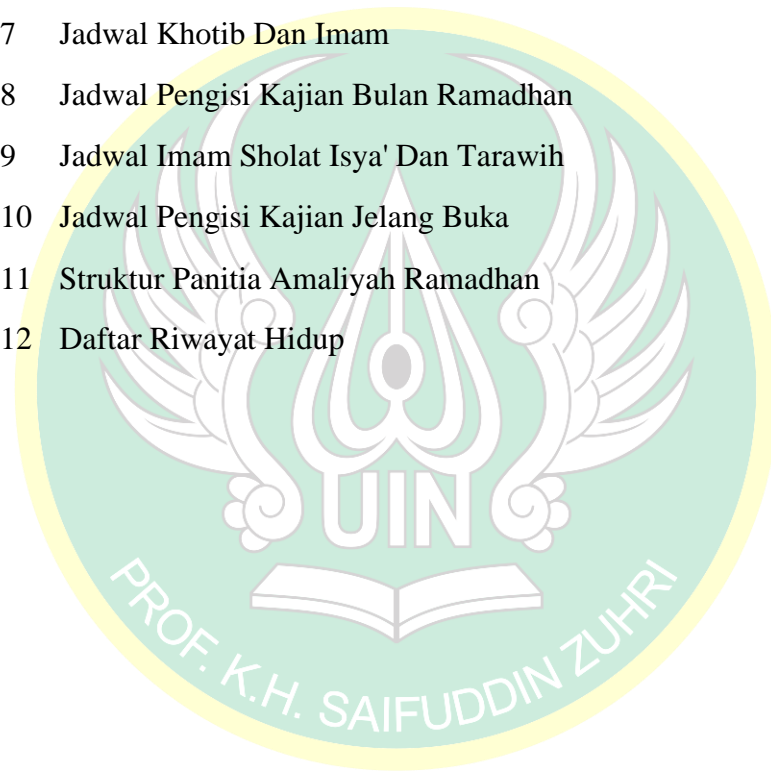 7 Jadwal Khotib Dan Imam
8 Jadwal Pengisi Kajian Bulan Ramadhan
9 Jadwal Imam Sholat Isya' Dan Tarawih
10 Jadwal Pengisi Kajian Jelang Buka
11 Struktur Panitia Amaliyah Ramadhan
12 Daftar Riwayat Hidup
UIN
PROF. K.H. SAIFUDDIN ZUHRI